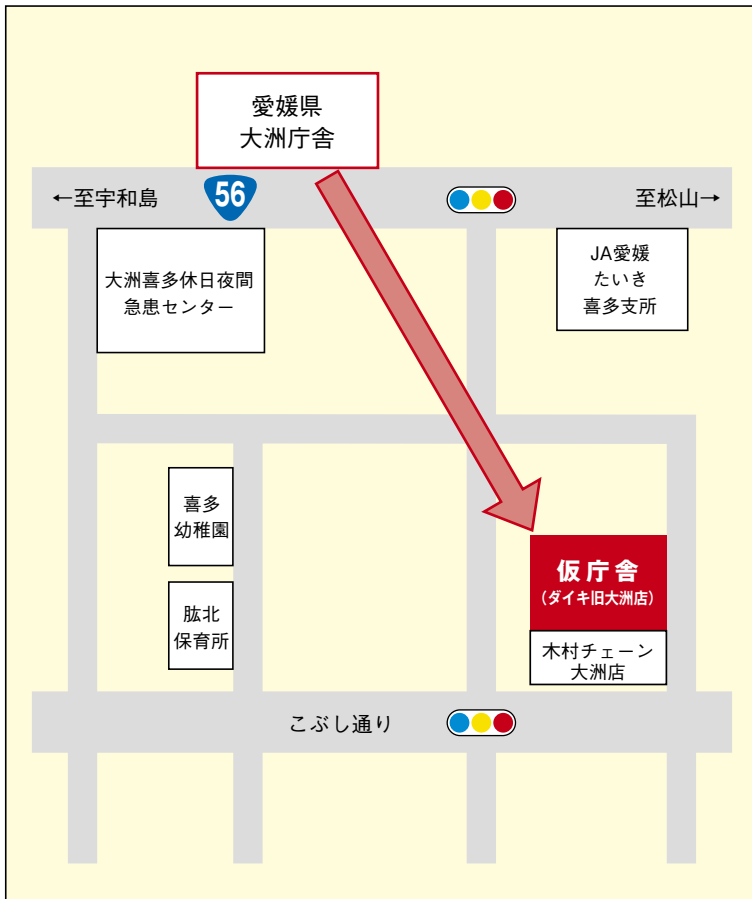 愛媛県
大洲庁舎
←至宇和島
56
至松山→
大洲喜多休日夜間
急患センター
JA愛媛
たいき
喜多支所
喜多
幼稚園
仮庁舎
（ダイキ旧大洲店）
肱北
保育所
木村チェーン
大洲店
こぶし通り